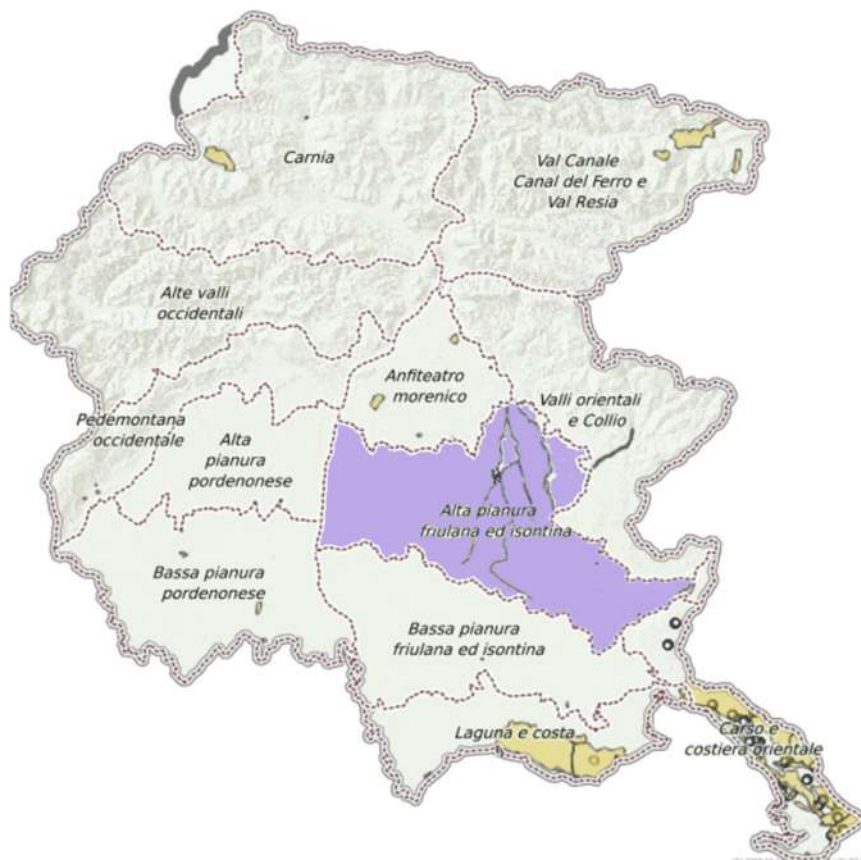 Carnia
Val Canale
Canal del Ferro e
Val Resia
Alte valli
occidentali
Anfiteatro
morenico
Valli orientali
e Collio
Pedemontana
occidentale
Alta
pianura
pordenonese
Alta pianura
friulana ed isontina
Bassa pianura
pordenonese
Bassa pianura
friulana ed isontina
Laguna e costa
Carso e
costiera orientale